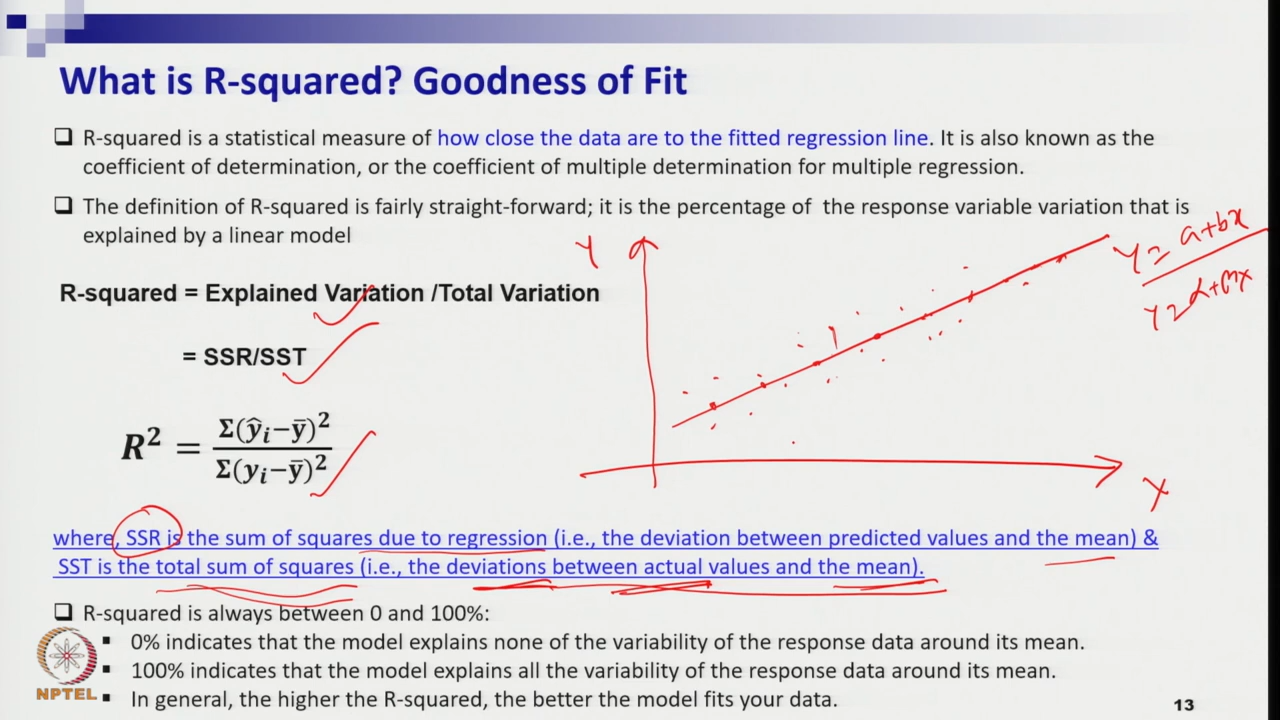 What is R-squared? Goodness of Fit
❑ R-squared is a statistical measure of how close the data are to the fitted regression line. It is also known as the
coefficient of determination, or the coefficient of multiple determination for multiple regression.
❑ The definition of R-squared is fairly straight-forward; it is the percentage of the response variable variation that is
explained by a linear model
R-squared = Explained Variation /Total Variation
= SSR/SST
R² = Σ(ŷᵢ−ȳ)² / Σ(yᵢ−ȳ)²
Y
y = a+bx
y = α+βx
X
where, SSR is the sum of squares due to regression (i.e., the deviation between predicted values and the mean) &
SST is the total sum of squares (i.e., the deviations between actual values and the mean).
❑ R-squared is always between 0 and 100%:
▪ 0% indicates that the model explains none of the variability of the response data around its mean.
▪ 100% indicates that the model explains all the variability of the response data around its mean.
▪ In general, the higher the R-squared, the better the model fits your data.
NPTEL
13